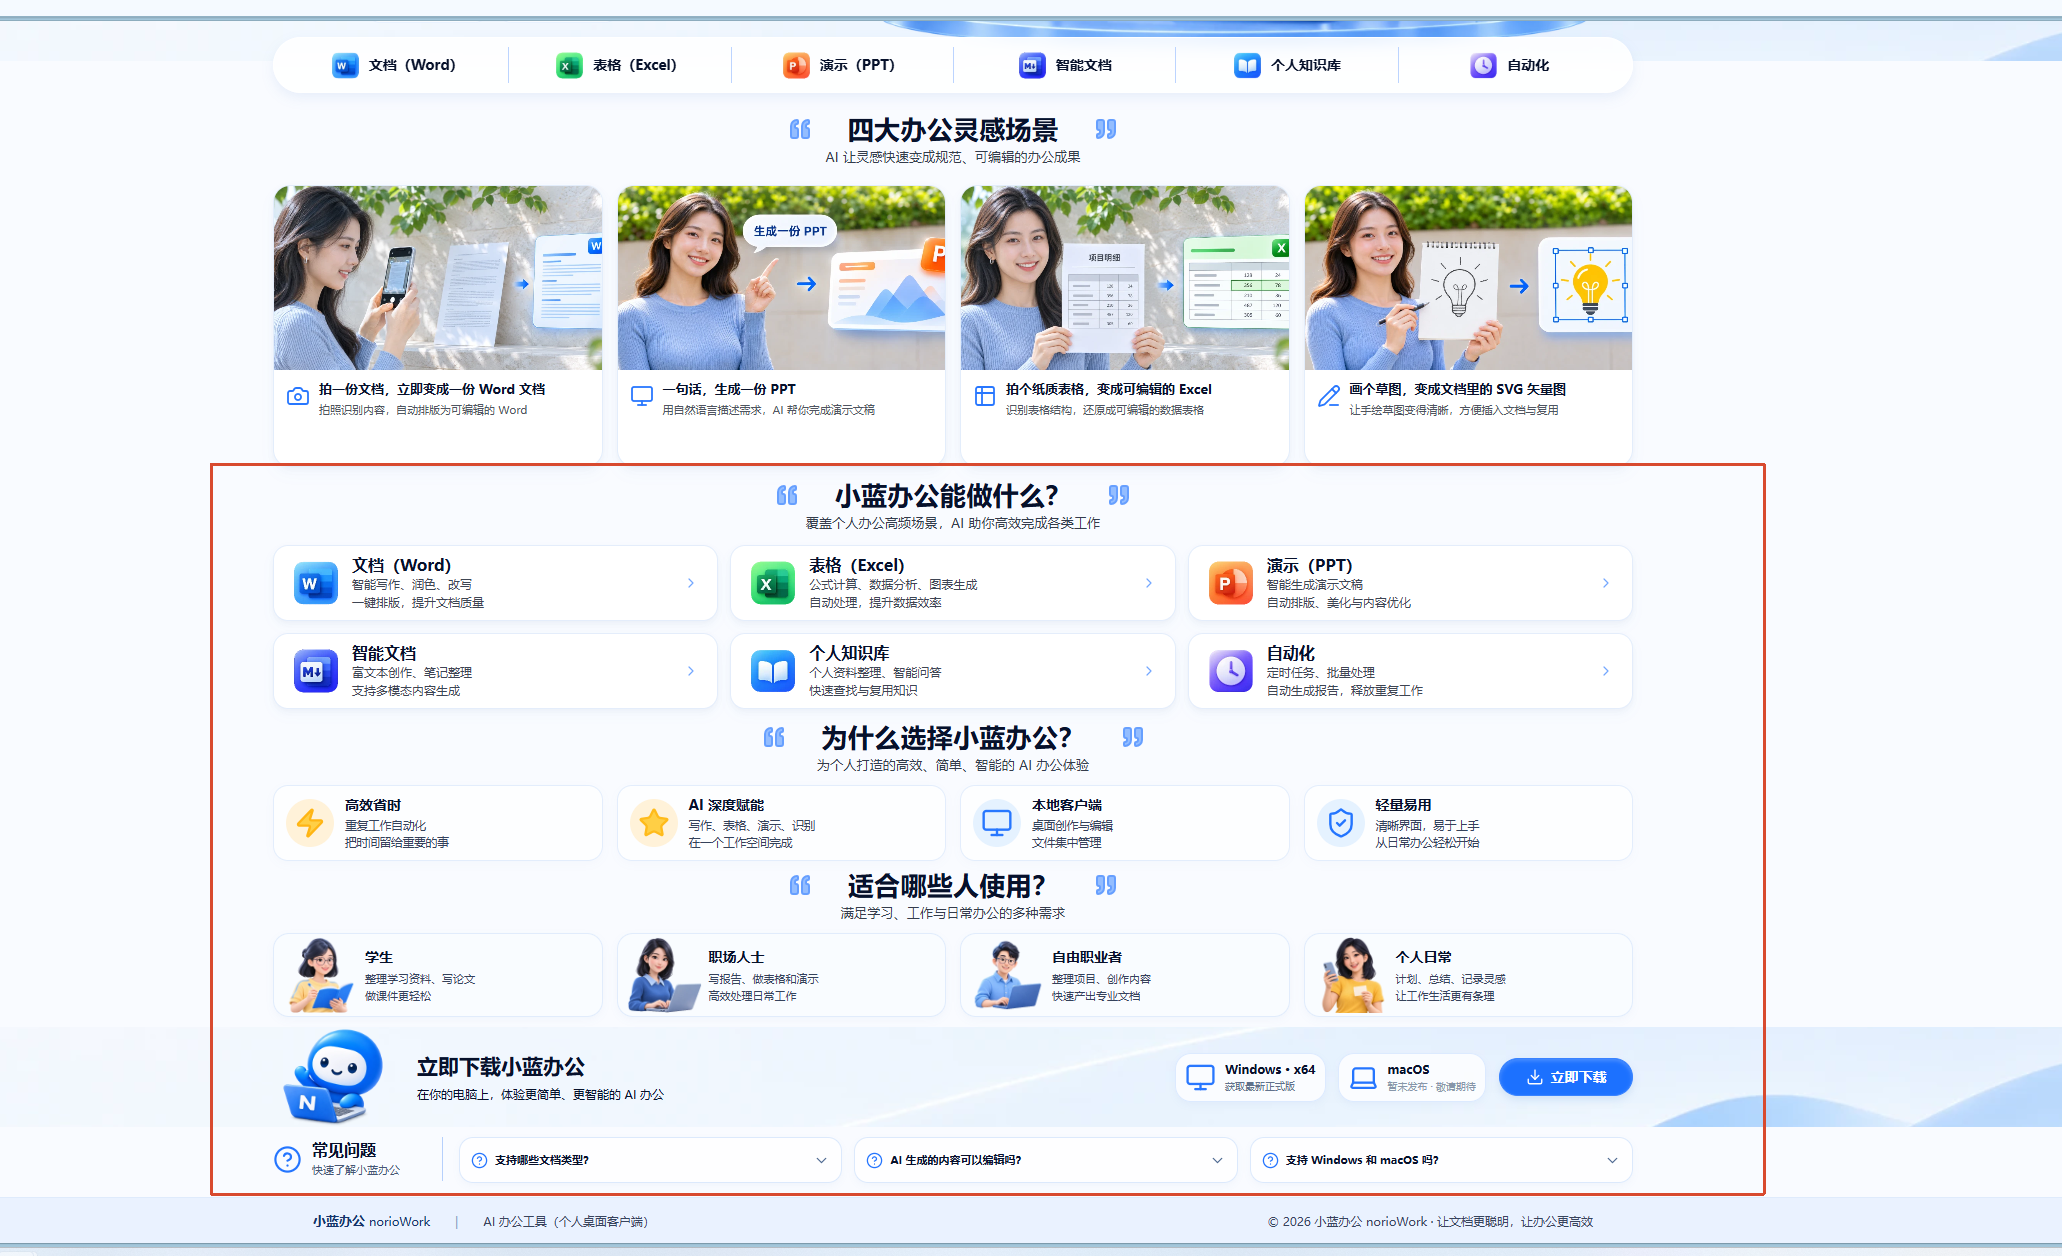 文档（Word）
表格（Excel）
演示（PPT）
智能文档
个人知识库
自动化
四大办公灵感场景
AI 让灵感快速变成规范、可编辑的办公成果
生成一份 PPT
项目明细
拍一份文档，立即变成一份 Word 文档
拍照识别内容，自动排版为可编辑的 Word
一句话，生成一份 PPT
用自然语言描述需求，AI 帮你完成演示文稿
拍个纸质表格，变成可编辑的 Excel
识别表格结构，还原成可编辑的数据表格
画个草图，变成文档里的 SVG 矢量图
让手绘草图变得清晰，方便插入文档与复用
小蓝办公能做什么？
覆盖个人办公高频场景，AI 助你高效完成各类工作
文档（Word）
智能写作、润色、改写
一键排版，提升文档质量
表格（Excel）
公式计算、数据分析、图表生成
自动处理，提升数据效率
演示（PPT）
智能生成演示文稿
自动排版、美化与内容优化
智能文档
富文本创作、笔记整理
支持多模态内容生成
个人知识库
个人资料整理、智能问答
快速查找与复用知识
自动化
定时任务、批量处理
自动生成报告，释放重复工作
为什么选择小蓝办公？
为个人打造的高效、简单、智能的 AI 办公体验
高效省时
重复工作自动化
把时间留给重要的事
AI 深度赋能
写作、表格、演示、识别
在一个工作空间完成
本地客户端
桌面创作与编辑
文件集中管理
轻量易用
清晰界面，易于上手
从日常办公轻松开始
适合哪些人使用？
满足学习、工作与日常办公的多种需求
学生
整理学习资料、写论文
做课件更轻松
职场人士
写报告、做表格和演示
高效处理日常工作
自由职业者
整理项目、创作内容
快速产出专业文档
个人日常
计划、总结、记录灵感
让工作生活更有条理
立即下载小蓝办公
在你的电脑上，体验更简单、更智能的 AI 办公
Windows • x64
获取最新正式版
macOS
暂未发布 · 敬请期待
立即下载
常见问题
快速了解小蓝办公
支持哪些文档类型？
AI 生成的内容可以编辑吗？
支持 Windows 和 macOS 吗？
小蓝办公 norioWork | AI 办公工具（个人桌面客户端）
© 2026 小蓝办公 norioWork · 让文档更聪明，让办公更高效